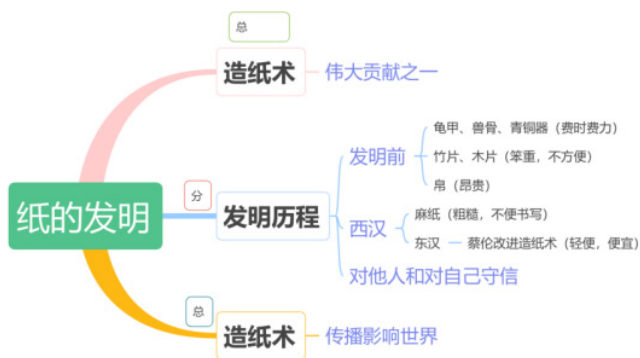 总
造纸术
伟大贡献之一
纸的发明
分
发明历程
发明前
龟甲、兽骨、青铜器（费时费力）
竹片、木片（笨重，不方便）
帛（昂贵）
西汉
麻纸（粗糙，不便书写）
东汉 蔡伦改进造纸术（轻便，便宜）
对他人和对自己守信
总
造纸术
传播影响世界